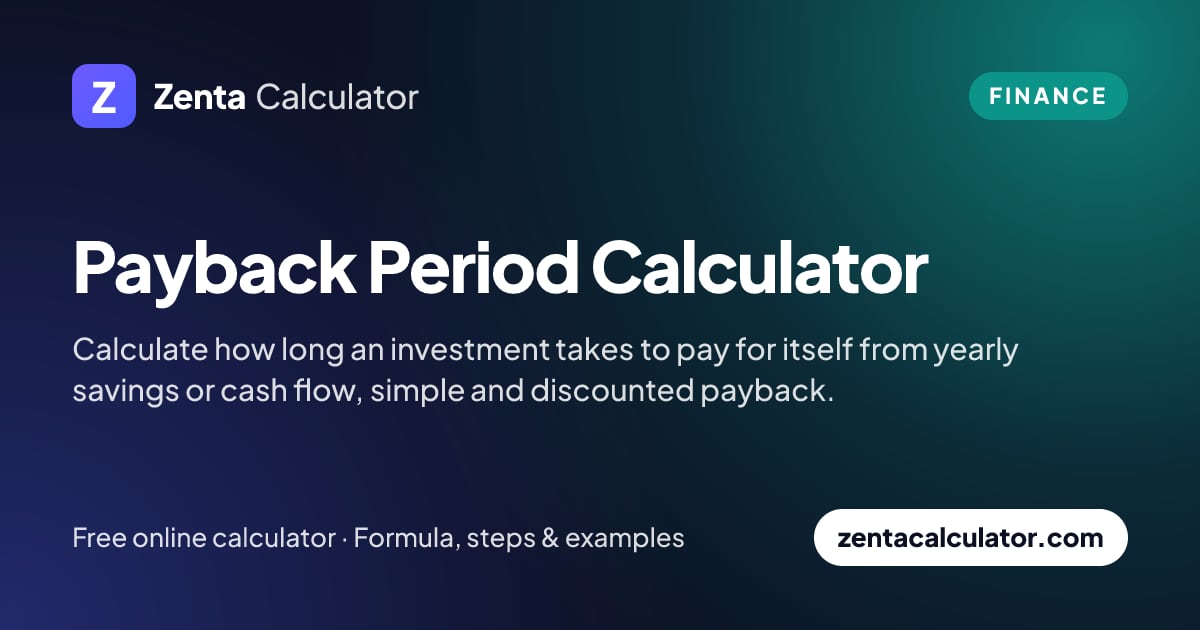 Z
Zenta Calculator
FINANCE
Payback Period Calculator
Calculate how long an investment takes to pay for itself from yearly
savings or cash flow, simple and discounted payback.
Free online calculator · Formula, steps & examples
zentacalculator.com